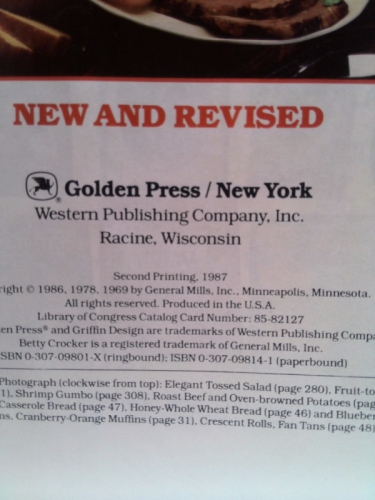 NEW AND REVISED
Golden Press / New York
Western Publishing Company, Inc.
Racine, Wisconsin
Second Printing, 1987
right © 1986, 1978, 1969 by General Mills, Inc., Minneapolis, Minnesota.
All rights reserved. Produced in the U.S.A.
Library of Congress Catalog Card Number: 85-82127
en Press® and Griffin Design are trademarks of Western Publishing Compa
Betty Crocker is a registered trademark of General Mills, Inc.
SBN 0-307-09801-X (ringbound); ISBN 0-307-09814-1 (paperbound)
Photograph (clockwise from top): Elegant Tossed Salad (page 280), Fruit-to
1), Shrimp Gumbo (page 308), Roast Beef and Oven-browned Potatoes (pag
Casserole Bread (page 47), Honey-Whole Wheat Bread (page 46) and Blueber
ns, Cranberry-Orange Muffins (page 31), Crescent Rolls, Fan Tans (page 48)